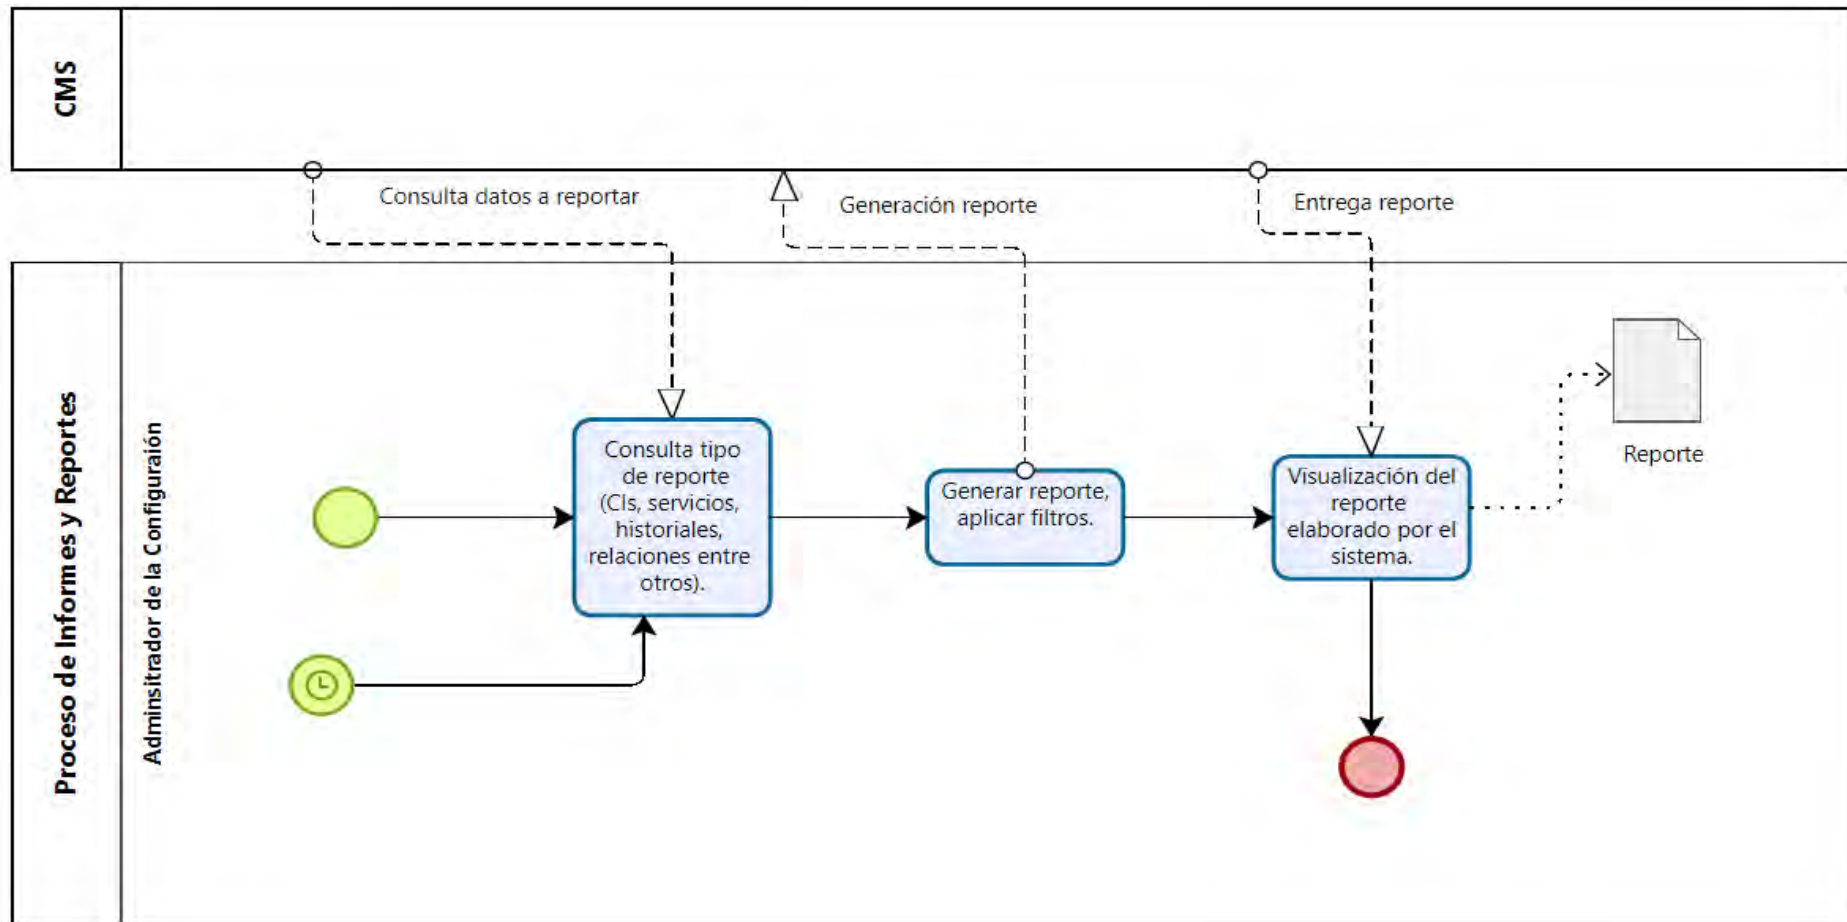 CMS
Consulta datos a reportar
Generación reporte
Entrega reporte
Proceso de Informes y Reportes
Adminsitrador de la Configuraión
Consulta tipo
de reporte
(CIs, servicios,
historiales,
relaciones entre
otros).
Generar reporte,
aplicar filtros.
Visualización del
reporte
elaborado por el
sistema.
Reporte